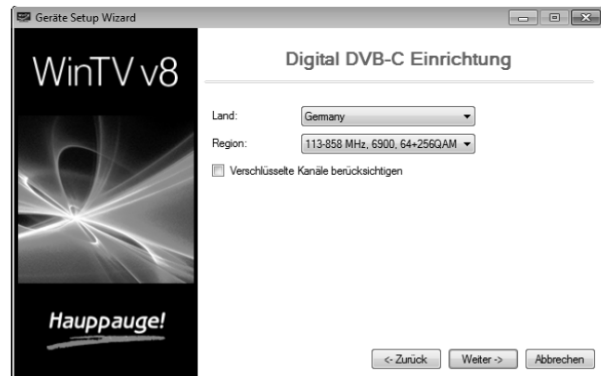 Geräte Setup Wizard
WinTV v8
Digital DVB-C Einrichtung
Land:
Germany
Region:
113-858 MHz, 6900, 64+256QAM
Verschlüsselte Kanäle berücksichtigen
Hauppauge!
<- Zurück
Weiter ->
Abbrechen